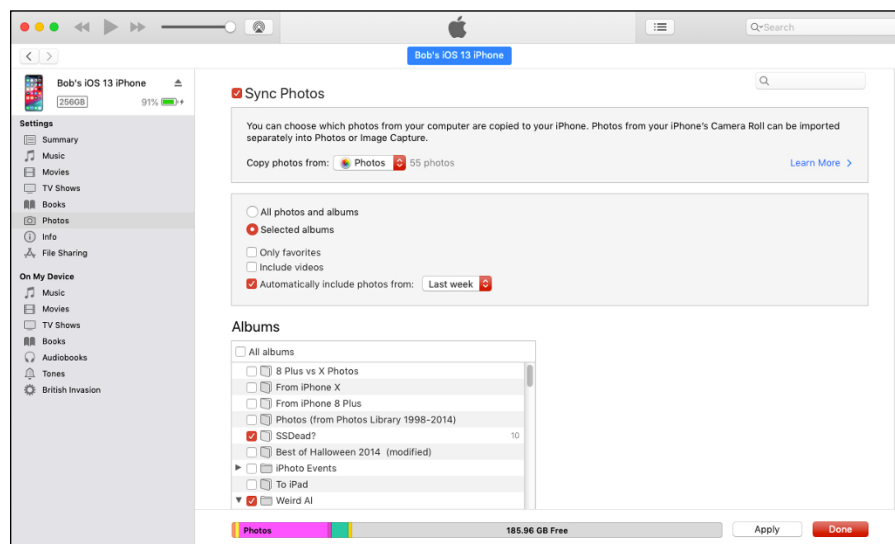 Search
Bob's iOS 13 iPhone
Bob's iOS 13 iPhone
256GB
91%
Settings
Summary
Music
Movies
TV Shows
Books
Photos
Info
File Sharing
On My Device
Music
Movies
TV Shows
Books
Audiobooks
Tones
British Invasion
Sync Photos
You can choose which photos from your computer are copied to your iPhone. Photos from your iPhone's Camera Roll can be imported
separately into Photos or Image Capture.
Copy photos from: Photos 55 photos
Learn More >
All photos and albums
Selected albums
Only favorites
Include videos
Automatically include photos from: Last week
Albums
All albums
8 Plus vs X Photos
From iPhone X
From iPhone 8 Plus
Photos (from Photos Library 1998-2014)
SSDead? 10
Best of Halloween 2014 (modified)
iPhoto Events
To iPad
Weird Al
Photos
185.96 GB Free
Apply
Done